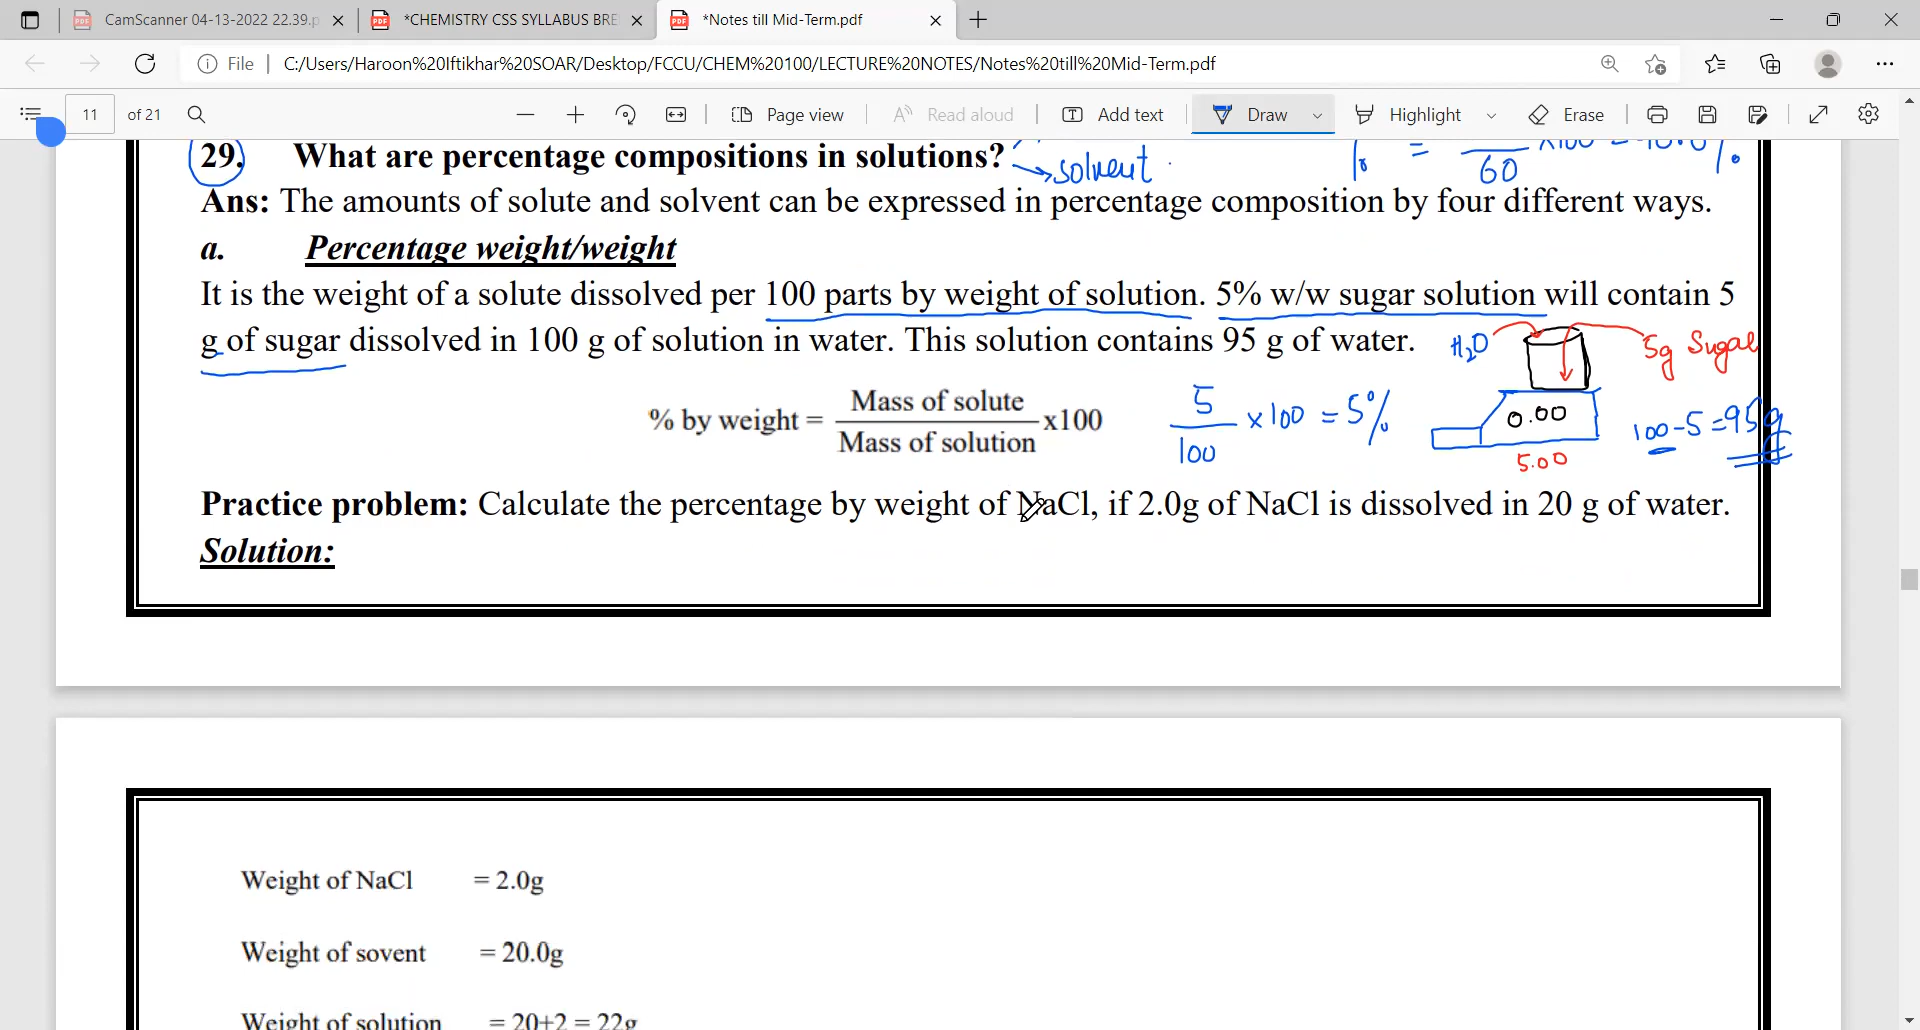 CamScanner 04-13-2022 22.39.p
*CHEMISTRY CSS SYLLABUS BRE
*Notes till Mid-Term.pdf
File
C:/Users/Haroon%20Iftikhar%20SOAR/Desktop/FCCU/CHEM%20100/LECTURE%20NOTES/Notes%20till%20Mid-Term.pdf
11 of 21
Page view
Read aloud
Add text
Draw
Highlight
Erase
29. What are percentage compositions in solutions?
solvent
= 60 x100
Ans: The amounts of solute and solvent can be expressed in percentage composition by four different ways.
a. Percentage weight/weight
It is the weight of a solute dissolved per 100 parts by weight of solution. 5% w/w sugar solution will contain 5
g of sugar dissolved in 100 g of solution in water. This solution contains 95 g of water.
H₂O
5g Sugar
% by weight = Mass of solute / Mass of solution x100
5 / 100 x 100 = 5%
0.00
5.00
100-5=95g
Practice problem: Calculate the percentage by weight of NaCl, if 2.0g of NaCl is dissolved in 20 g of water.
Solution:
Weight of NaCl = 2.0g
Weight of sovent = 20.0g
Weight of solution = 20+2 = 22g